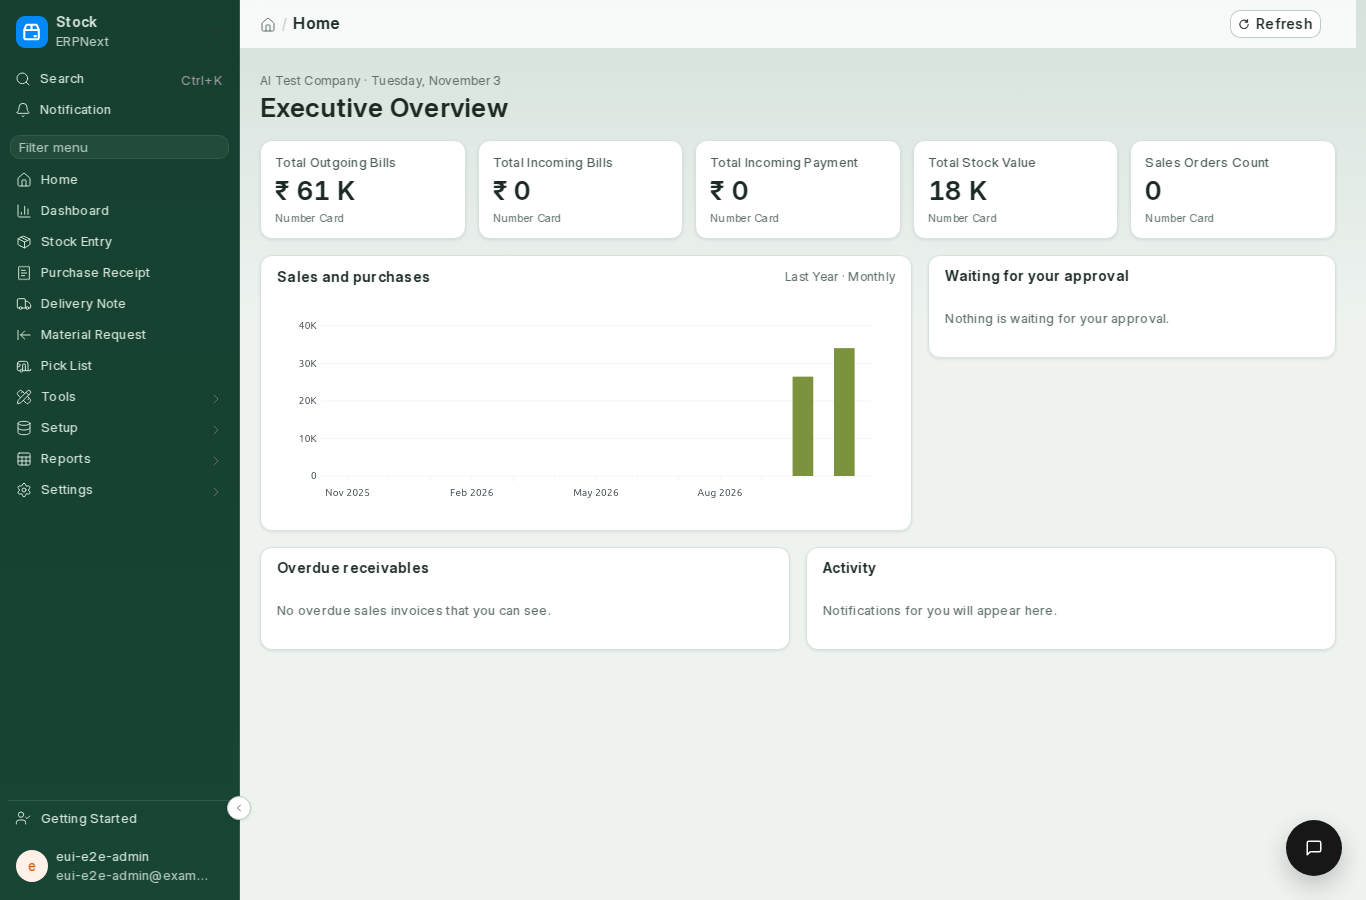 Stock
ERPNext
Search Ctrl+K
Notification
Filter menu
Home
Dashboard
Stock Entry
Purchase Receipt
Delivery Note
Material Request
Pick List
Tools
Setup
Reports
Settings
Getting Started
e
eui-e2e-admin
eui-e2e-admin@exam...
/ Home
Refresh
AI Test Company · Tuesday, November 3
Executive Overview
Total Outgoing Bills
₹ 61 K
Number Card
Total Incoming Bills
₹ 0
Number Card
Total Incoming Payment
₹ 0
Number Card
Total Stock Value
18 K
Number Card
Sales Orders Count
0
Number Card
Sales and purchases
Last Year · Monthly
40K
30K
20K
10K
0
Nov 2025 Feb 2026 May 2026 Aug 2026
Waiting for your approval
Nothing is waiting for your approval.
Overdue receivables
No overdue sales invoices that you can see.
Activity
Notifications for you will appear here.